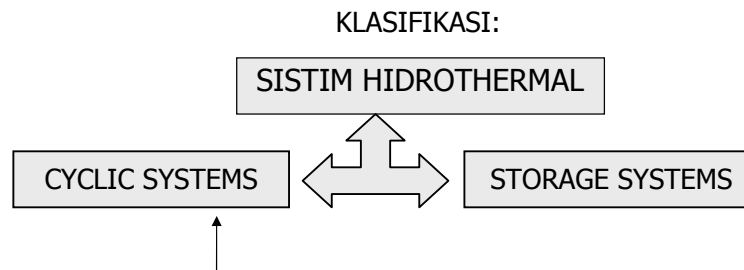 KLASIFIKASI:
SISTIM HIDROTHERMAL
CYCLIC SYSTEMS
STORAGE SYSTEMS